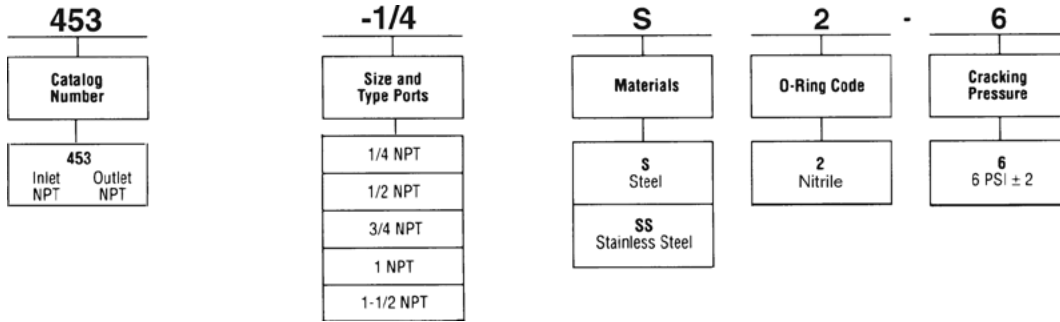 453 -1/4 S 2 - 6
Catalog
Number
453
Inlet Outlet
NPT NPT
Size and
Type Ports
1/4 NPT
1/2 NPT
3/4 NPT
1 NPT
1-1/2 NPT
Materials
S
Steel
SS
Stainless Steel
O-Ring Code
2
Nitrile
Cracking
Pressure
6
6 PSI ± 2